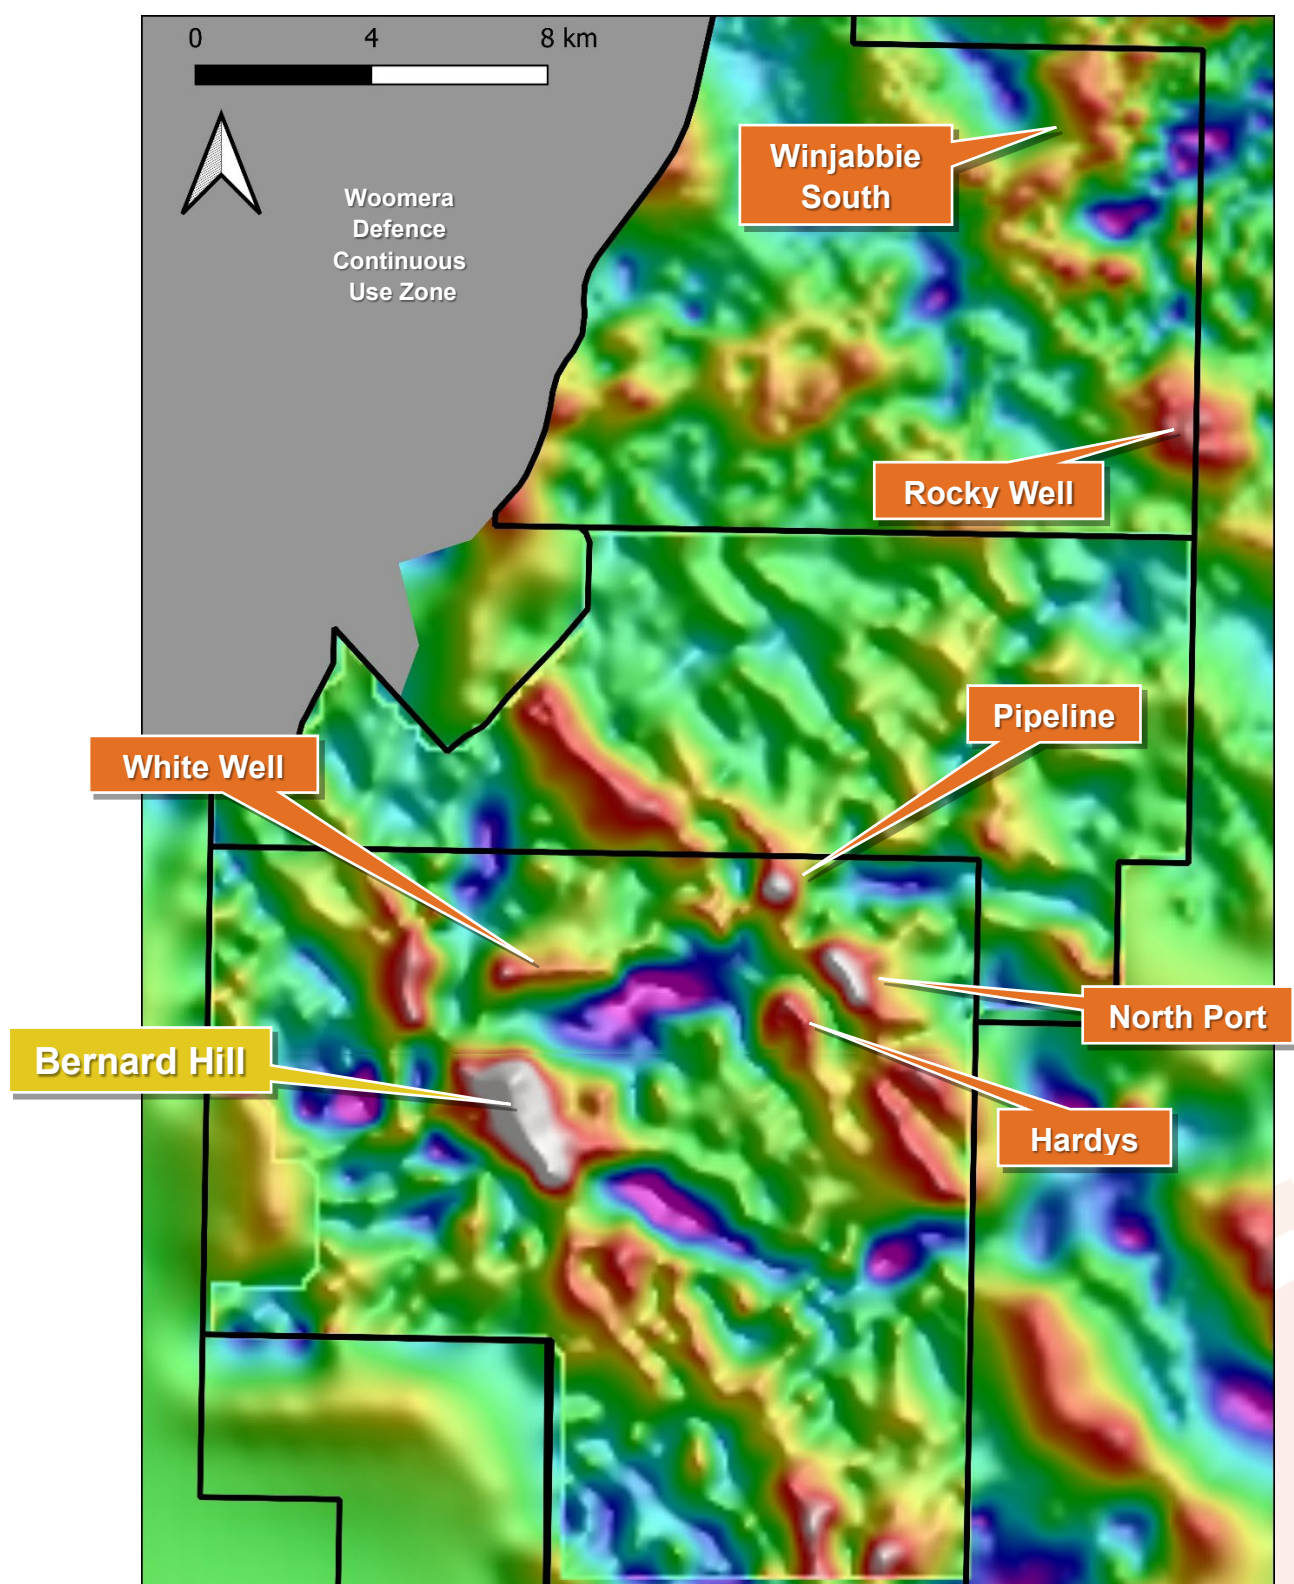 0 4 8 km
Woomera
Defence
Continuous
Use Zone
Winjabbie
South
Rocky Well
Pipeline
White Well
North Port
Bernard Hill
Hardys